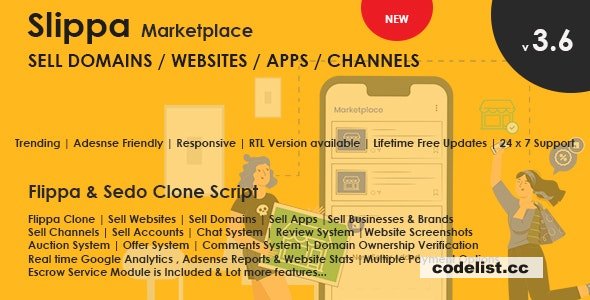 Slippa Marketplace
NEW
v 3.6
SELL DOMAINS / WEBSITES / APPS / CHANNELS
Marketplace
Trending | Adesnse Friendly | Responsive | RTL Version available | Lifetime Free Updates | 24 x 7 Support
Flippa & Sedo Clone Script
Flippa Clone | Sell Websites | Sell Domains | Sell Apps | Sell Businesses & Brands
Sell Channels | Sell Accounts | Chat System | Review System | Website Screenshots
Auction System | Offer System | Comments System | Domain Ownership Verification
Real time Google Analytics , Adsense Reports & Website Stats | Multiple Payment Options
Escrow Service Module is Included & Lot more features...
codelist.cc